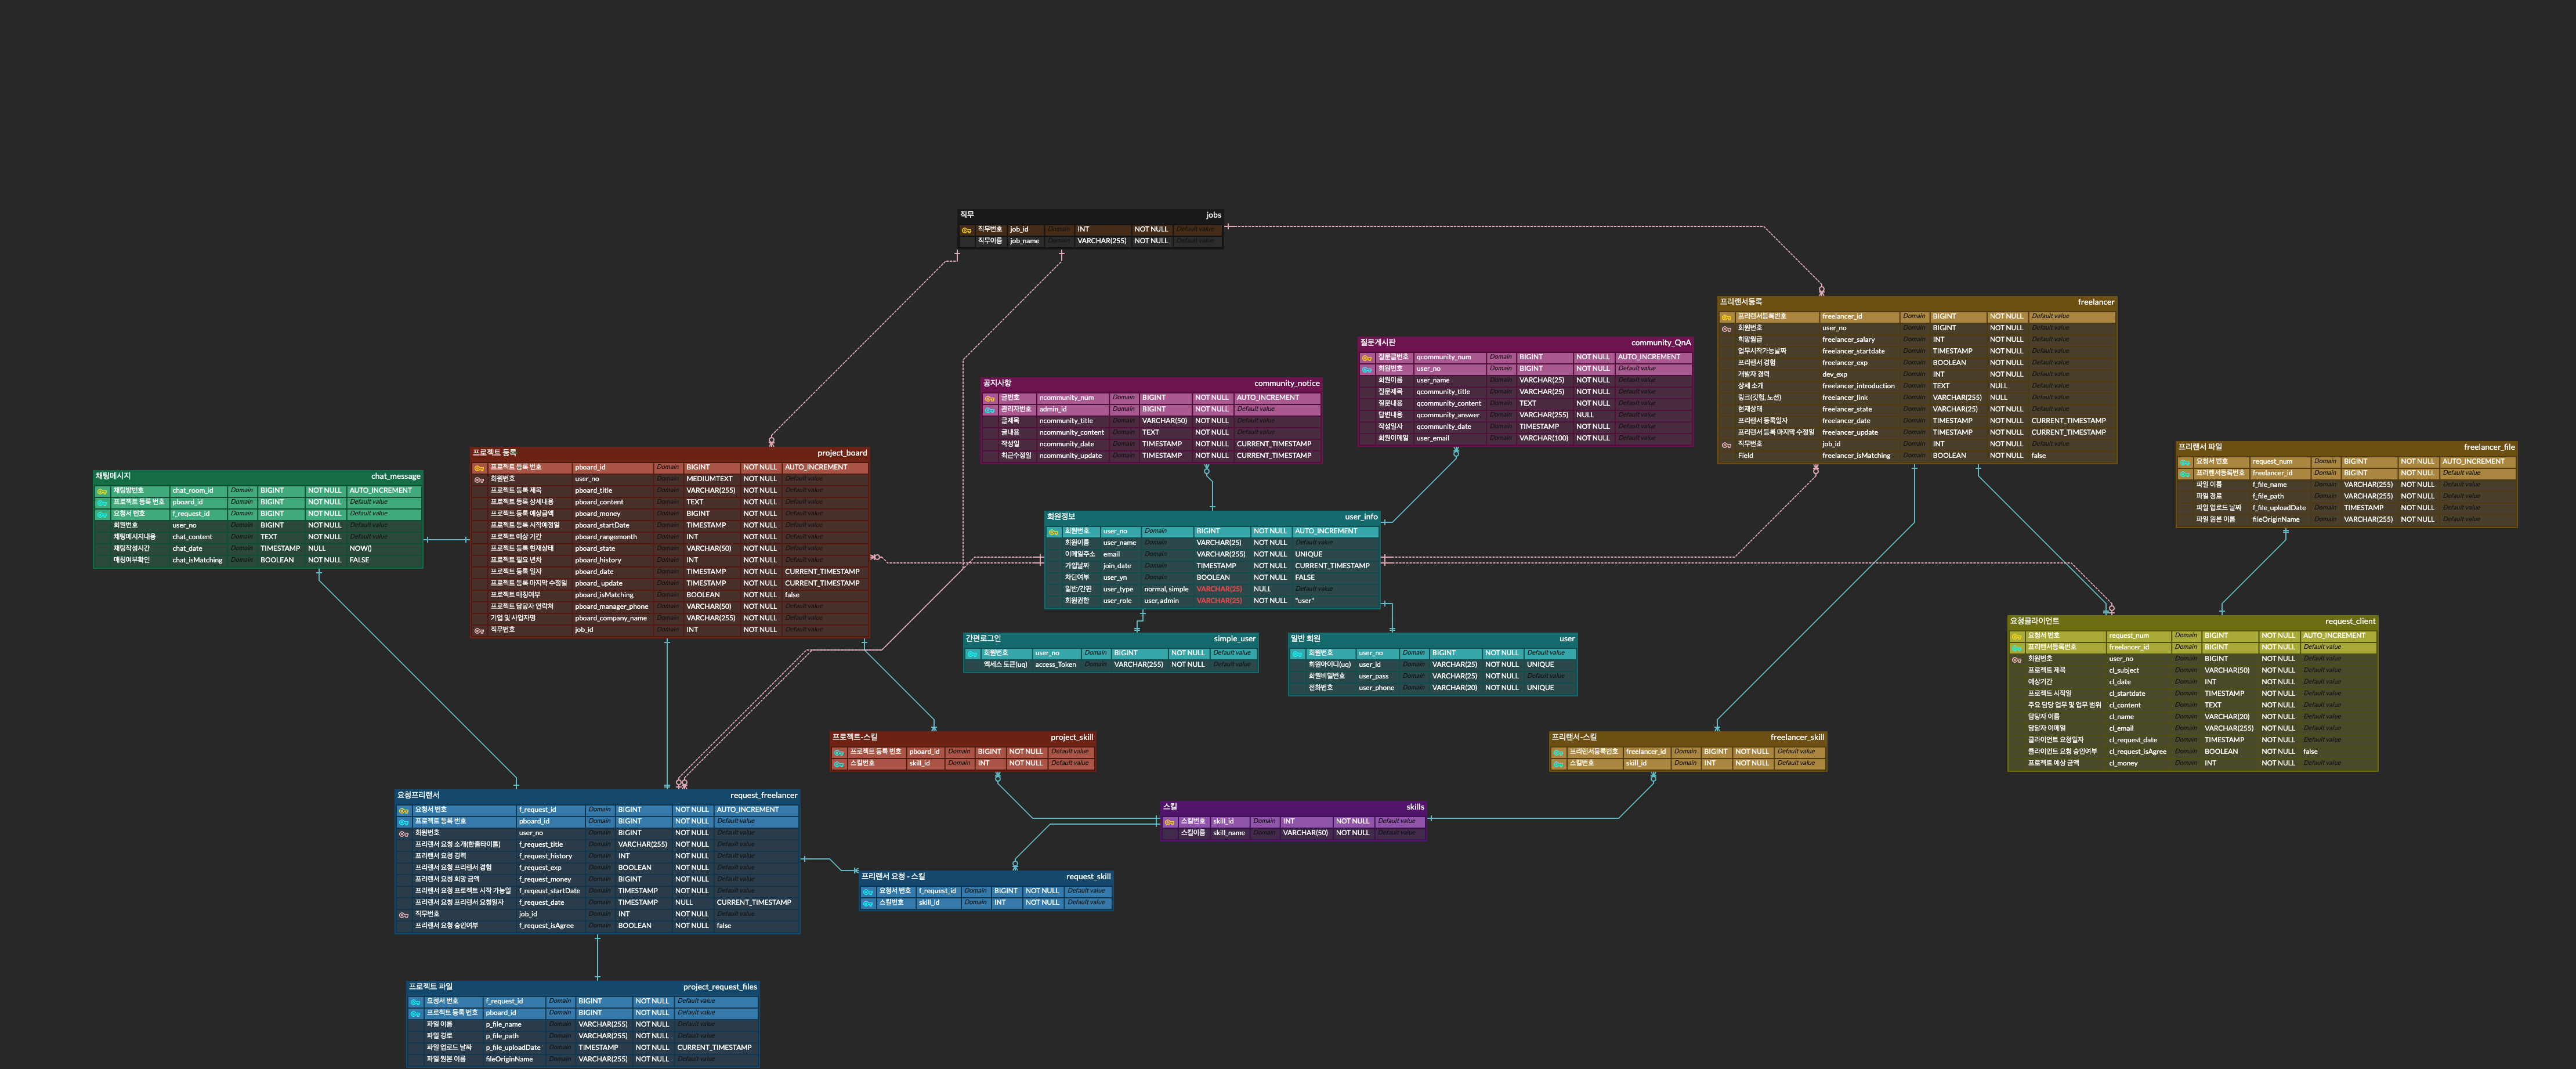 직무 jobs
직무번호 job_id Domain INT NOT NULL Default value
직무이름 job_name Domain VARCHAR(255) NOT NULL Default value
프리랜서등록 freelancer
프리랜서등록번호 freelancer_id Domain BIGINT NOT NULL Default value
회원번호 user_no Domain BIGINT NOT NULL Default value
희망월급 freelancer_salary Domain INT NOT NULL Default value
업무시작가능날짜 freelancer_startdate Domain TIMESTAMP NOT NULL Default value
프리랜서 경험 freelancer_exp Domain BOOLEAN NOT NULL Default value
개발자 경력 dev_exp Domain INT NOT NULL Default value
상세 소개 freelancer_introduction Domain TEXT NULL Default value
링크(깃헙, 노션) freelancer_link Domain VARCHAR(255) NULL Default value
현재상태 freelancer_state Domain VARCHAR(25) NOT NULL Default value
프리랜서 등록일자 freelancer_date Domain TIMESTAMP NOT NULL CURRENT_TIMESTAMP
프리랜서 등록 마지막 수정일 freelancer_update Domain TIMESTAMP NOT NULL CURRENT_TIMESTAMP
직무번호 job_id Domain INT NOT NULL Default value
Field freelancer_isMatching Domain BOOLEAN NOT NULL false
질문게시판 community_QnA
질문글번호 qcommunity_num Domain BIGINT NOT NULL AUTO_INCREMENT
회원번호 user_no Domain BIGINT NOT NULL Default value
회원이름 user_name Domain VARCHAR(25) NOT NULL Default value
질문제목 qcommunity_title Domain VARCHAR(25) NOT NULL Default value
질문내용 qcommunity_content Domain TEXT NOT NULL Default value
답변내용 qcommunity_answer Domain VARCHAR(255) NULL Default value
작성일자 qcommunity_date Domain TIMESTAMP NOT NULL Default value
회원이메일 user_email Domain VARCHAR(100) NOT NULL Default value
공지사항 community_notice
글번호 ncommunity_num Domain BIGINT NOT NULL AUTO_INCREMENT
관리자번호 admin_id Domain BIGINT NOT NULL Default value
글제목 ncommunity_title Domain VARCHAR(50) NOT NULL Default value
글내용 ncommunity_content Domain TEXT NOT NULL Default value
작성일 ncommunity_date Domain TIMESTAMP NOT NULL CURRENT_TIMESTAMP
최근수정일 ncommunity_update Domain TIMESTAMP NOT NULL CURRENT_TIMESTAMP
프리랜서 파일 freelancer_file
요청서 번호 request_num Domain BIGINT NOT NULL AUTO_INCREMENT
프리랜서등록번호 freelancer_id Domain BIGINT NOT NULL Default value
파일 이름 f_file_name Domain VARCHAR(255) NOT NULL Default value
파일 경로 f_file_path Domain VARCHAR(255) NOT NULL Default value
파일 업로드 날짜 f_file_uploadDate Domain TIMESTAMP NOT NULL Default value
파일 원본 이름 fileOriginName Domain VARCHAR(255) NOT NULL Default value
프로젝트 등록 project_board
프로젝트 등록 번호 pboard_id Domain BIGINT NOT NULL AUTO_INCREMENT
회원번호 user_no Domain MEDIUMTEXT NOT NULL Default value
프로젝트 등록 제목 pboard_title Domain VARCHAR(255) NOT NULL Default value
프로젝트 등록 상세내용 pboard_content Domain TEXT NOT NULL Default value
프로젝트 등록 예상금액 pboard_money Domain BIGINT NOT NULL Default value
프로젝트 등록 시작예정일 pboard_startDate Domain TIMESTAMP NOT NULL Default value
프로젝트 예상 기간 pboard_rangemonth Domain INT NOT NULL Default value
프로젝트 등록 현재상태 pboard_state Domain VARCHAR(50) NOT NULL Default value
프로젝트 필요 년차 pboard_history Domain INT NOT NULL Default value
프로젝트 등록 일자 pboard_date Domain TIMESTAMP NOT NULL CURRENT_TIMESTAMP
프로젝트 등록 마지막 수정일 pboard_update Domain TIMESTAMP NOT NULL CURRENT_TIMESTAMP
프로젝트 매칭여부 pboard_isMatching Domain BOOLEAN NOT NULL false
프로젝트 담당자 연락처 pboard_manager_phone Domain VARCHAR(50) NOT NULL Default value
기업 및 사업자명 pboard_company_name Domain VARCHAR(255) NOT NULL Default value
직무번호 job_id Domain INT NOT NULL Default value
채팅메시지 chat_message
채팅방번호 chat_room_id Domain BIGINT NOT NULL AUTO_INCREMENT
프로젝트 등록 번호 pboard_id Domain BIGINT NOT NULL Default value
요청서 번호 f_request_id Domain BIGINT NOT NULL Default value
회원번호 user_no Domain BIGINT NOT NULL Default value
채팅메시지내용 chat_content Domain TEXT NOT NULL Default value
채팅작성시간 chat_date Domain TIMESTAMP NULL NOW()
매칭여부확인 chat_isMatching Domain BOOLEAN NOT NULL FALSE
회원정보 user_info
회원번호 user_no Domain BIGINT NOT NULL AUTO_INCREMENT
회원이름 user_name Domain VARCHAR(25) NOT NULL Default value
이메일주소 email Domain VARCHAR(255) NOT NULL UNIQUE
가입날짜 join_date Domain TIMESTAMP NOT NULL CURRENT_TIMESTAMP
차단여부 user_yn Domain BOOLEAN NOT NULL FALSE
일반/간편 user_type normal, simple VARCHAR(25) NULL Default value
회원권한 user_role user, admin VARCHAR(25) NOT NULL "user"
간편로그인 simple_user
회원번호 user_no Domain BIGINT NOT NULL Default value
엑세스 토큰(uq) access_Token Domain VARCHAR(255) NOT NULL Default value
일반 회원 user
회원번호 user_no Domain BIGINT NOT NULL Default value
회원아이디(uq) user_id Domain VARCHAR(25) NOT NULL UNIQUE
회원비밀번호 user_pass Domain VARCHAR(25) NOT NULL Default value
전화번호 user_phone Domain VARCHAR(20) NOT NULL UNIQUE
요청클라이언트 request_client
요청서 번호 request_num Domain BIGINT NOT NULL AUTO_INCREMENT
프리랜서등록번호 freelancer_id Domain BIGINT NOT NULL Default value
회원번호 user_no Domain BIGINT NOT NULL Default value
프로젝트 제목 cl_subject Domain VARCHAR(50) NOT NULL Default value
예상기간 cl_date Domain INT NOT NULL Default value
프로젝트 시작일 cl_startdate Domain TIMESTAMP NOT NULL Default value
주요 담당 업무 및 업무 범위 cl_content Domain TEXT NOT NULL Default value
담당자 이름 cl_name Domain VARCHAR(20) NOT NULL Default value
담당자 이메일 cl_email Domain VARCHAR(255) NOT NULL Default value
클라이언트 요청일자 cl_request_date Domain TIMESTAMP NOT NULL Default value
클라이언트 요청 승인여부 cl_request_isAgree Domain BOOLEAN NOT NULL false
프로젝트 예상 금액 cl_money Domain INT NOT NULL Default value
프로젝트-스킬 project_skill
프로젝트 등록 번호 pboard_id Domain BIGINT NOT NULL Default value
스킬번호 skill_id Domain INT NOT NULL Default value
프리랜서-스킬 freelancer_skill
프리랜서등록번호 freelancer_id Domain BIGINT NOT NULL Default value
스킬번호 skill_id Domain INT NOT NULL Default value
스킬 skills
스킬번호 skill_id Domain INT NOT NULL Default value
스킬이름 skill_name Domain VARCHAR(50) NOT NULL Default value
요청프리랜서 request_freelancer
요청서 번호 f_request_id Domain BIGINT NOT NULL AUTO_INCREMENT
프로젝트 등록 번호 pboard_id Domain BIGINT NOT NULL Default value
회원번호 user_no Domain BIGINT NOT NULL Default value
프리랜서 요청 소개(한줄타이틀) f_request_title Domain VARCHAR(255) NOT NULL Default value
프리랜서 요청 경력 f_request_history Domain INT NOT NULL Default value
프리랜서 요청 프리랜서 경험 f_request_exp Domain BOOLEAN NOT NULL Default value
프리랜서 요청 희망 금액 f_request_money Domain BIGINT NOT NULL Default value
프리랜서 요청 프로젝트 시작 가능일 f_request_startDate Domain TIMESTAMP NOT NULL Default value
프리랜서 요청 프리랜서 요청일자 f_request_date Domain TIMESTAMP NULL CURRENT_TIMESTAMP
직무번호 job_id Domain INT NOT NULL Default value
프리랜서 요청 승인여부 f_request_isAgree Domain BOOLEAN NOT NULL false
프리랜서 요청 - 스킬 request_skill
요청서 번호 f_request_id Domain BIGINT NOT NULL Default value
스킬번호 skill_id Domain INT NOT NULL Default value
프로젝트 파일 project_request_files
요청서 번호 f_request_id Domain BIGINT NOT NULL Default value
프로젝트 등록 번호 pboard_id Domain BIGINT NOT NULL Default value
파일 이름 p_file_name Domain VARCHAR(255) NOT NULL Default value
파일 경로 p_file_path Domain VARCHAR(255) NOT NULL Default value
파일 업로드 날짜 p_file_uploadDate Domain TIMESTAMP NOT NULL CURRENT_TIMESTAMP
파일 원본 이름 fileOriginName Domain VARCHAR(255) NOT NULL Default value